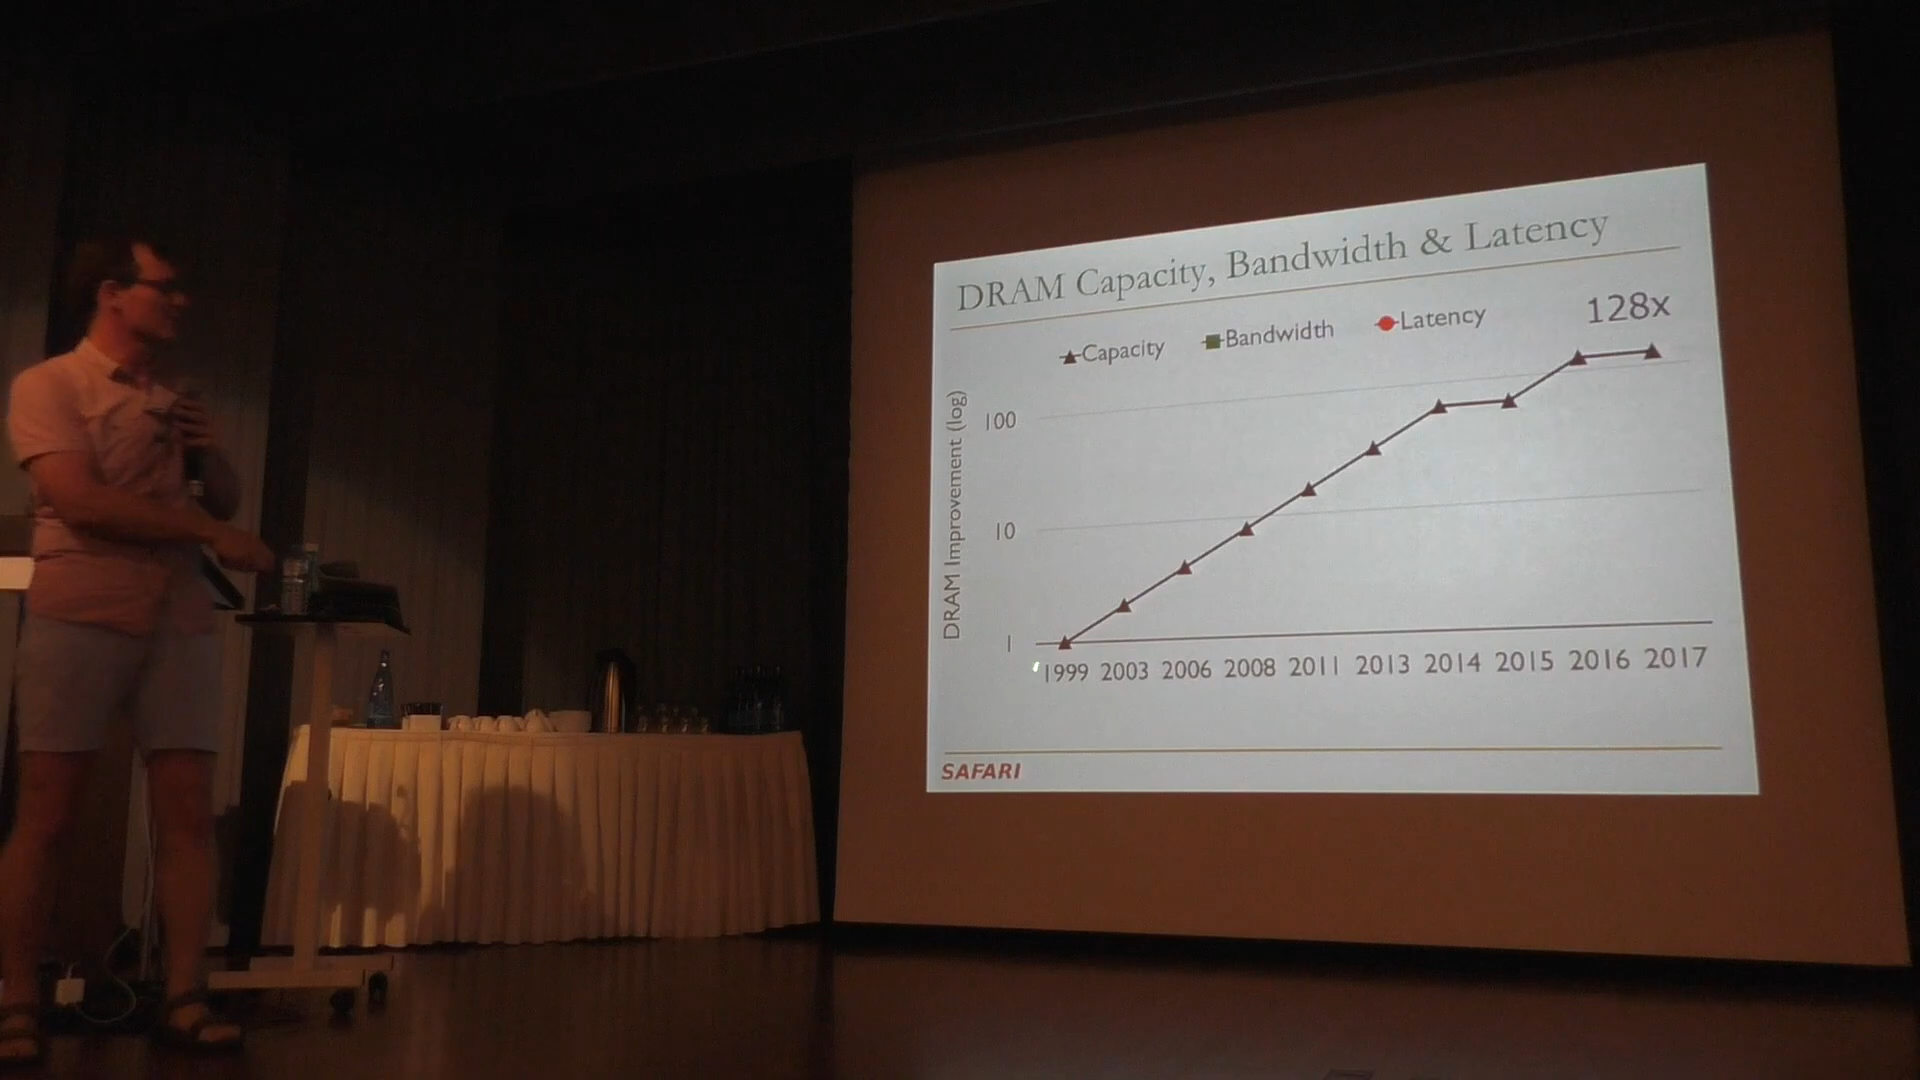 DRAM Capacity, Bandwidth & Latency
Capacity Bandwidth Latency 128x
DRAM Improvement (log)
100
10
1
1999 2003 2006 2008 2011 2013 2014 2015 2016 2017
SAFARI